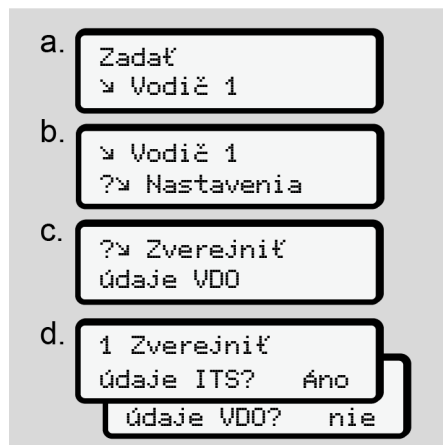 a.
Zadať
↘ Vodič 1
b.
↘ Vodič 1
?↘ Nastavenia
c.
?↘ Zverejniť
údaje VDO
d.
1 Zverejniť
údaje ITS? Áno
údaje VDO? nie